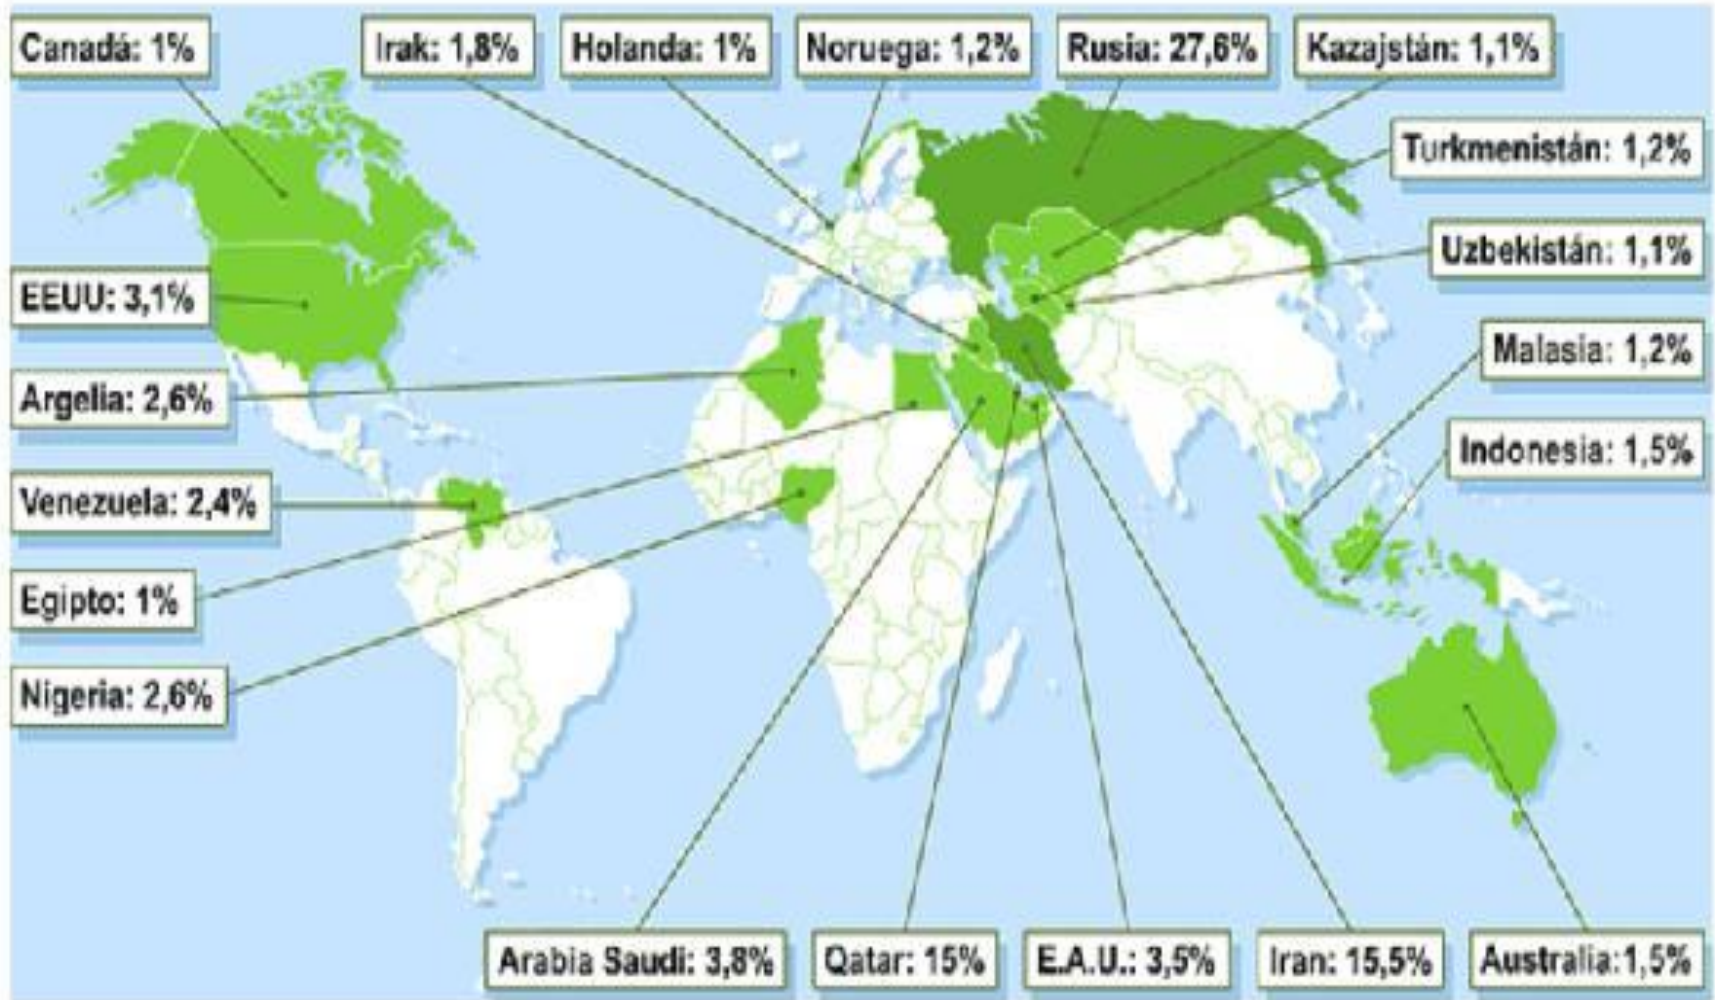 Canadá: 1%
Irak: 1,8%
Holanda: 1%
Noruega: 1,2%
Rusia: 27,6%
Kazajstán: 1,1%
Turkmenistán: 1,2%
Uzbekistán: 1,1%
EEUU: 3,1%
Malasia: 1,2%
Argelia: 2,6%
Indonesia: 1,5%
Venezuela: 2,4%
Egipto: 1%
Nigeria: 2,6%
Arabia Saudi: 3,8%
Qatar: 15%
E.A.U.: 3,5%
Iran: 15,5%
Australia:1,5%